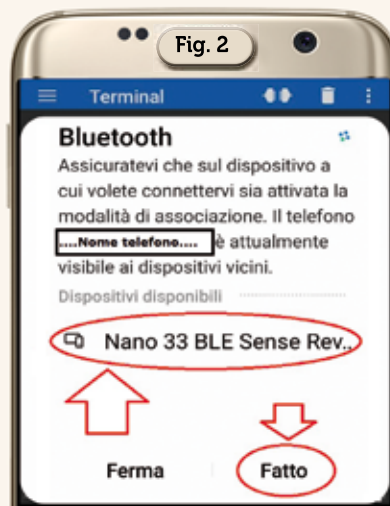 Fig. 2
Terminal
Bluetooth
Assicuratevi che sul dispositivo a
cui volete connettervi sia attivata la
modalità di associazione. Il telefono
....Nome telefono.... è attualmente
visibile ai dispositivi vicini.
Dispositivi disponibili
Nano 33 BLE Sense Rev..
Ferma Fatto